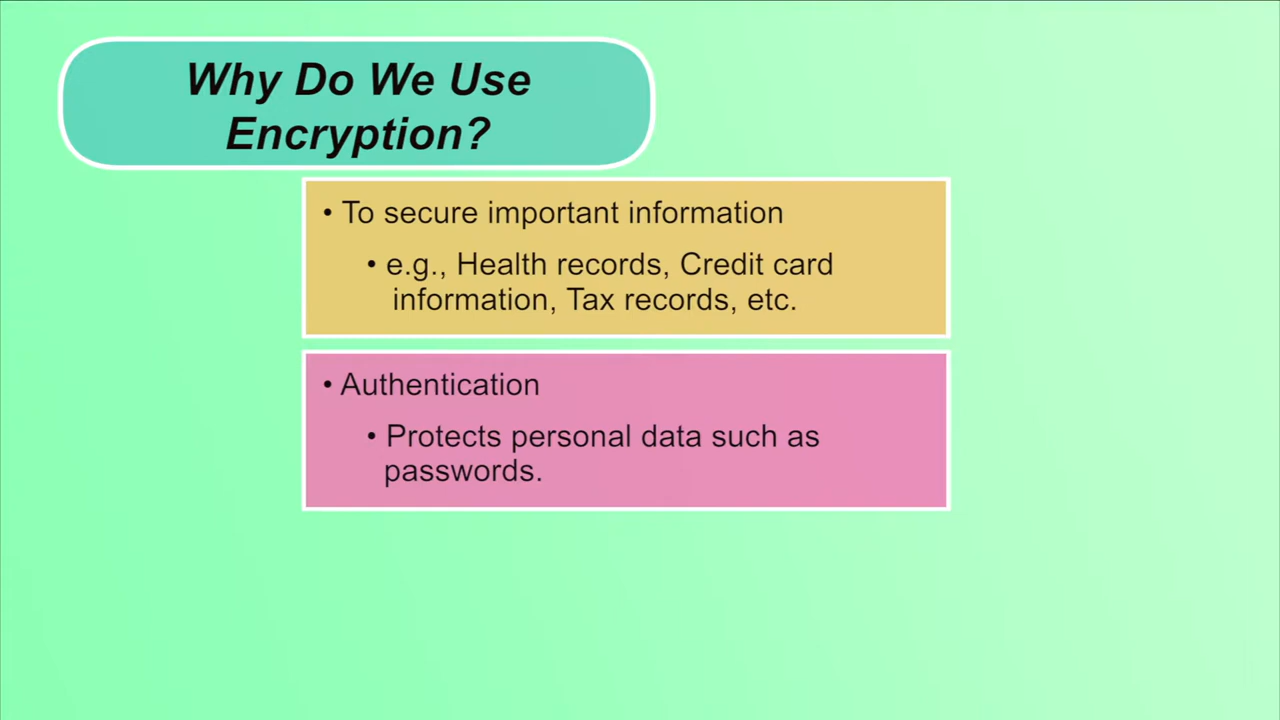 Why Do We Use
Encryption?
• To secure important information
• e.g., Health records, Credit card
information, Tax records, etc.
• Authentication
• Protects personal data such as
passwords.